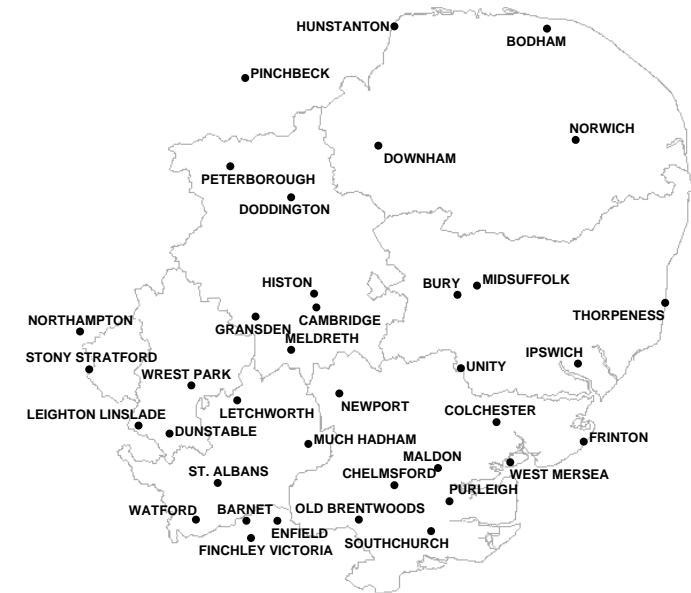 HUNSTANTON
BODHAM
PINCHBECK
NORWICH
DOWNHAM
PETERBOROUGH
DODDINGTON
HISTON
BURY
MIDSUFFOLK
THORPENESS
NORTHAMPTON
GRANSDEN
CAMBRIDGE
MELDRETH
STONY STRATFORD
IPSWICH
WREST PARK
UNITY
LEIGHTON LINSLADE
LETCHWORTH
NEWPORT
COLCHESTER
DUNSTABLE
MUCH HADHAM
FRINTON
MALDON
ST. ALBANS
CHELMSFORD
WEST MERSEA
PURLEIGH
WATFORD
BARNET
OLD BRENTWOODS
ENFIELD
SOUTHCHURCH
FINCHLEY VICTORIA